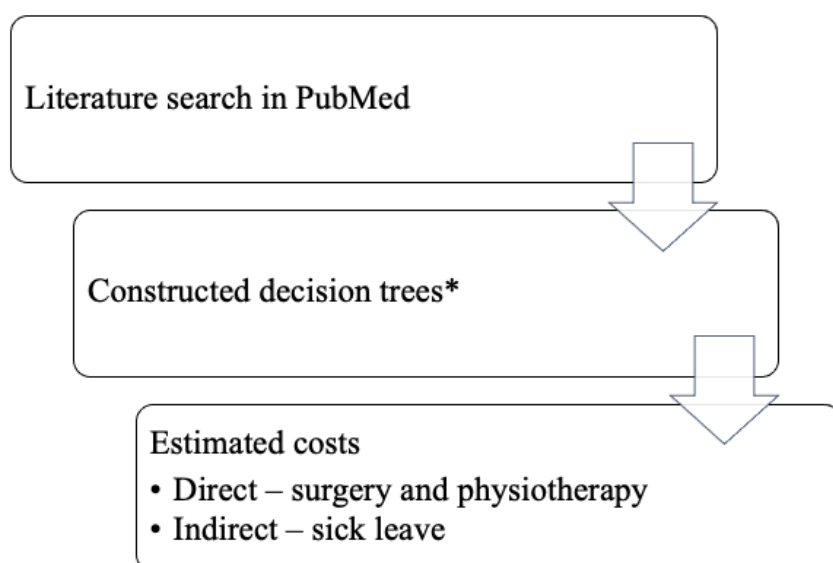 Literature search in PubMed
Constructed decision trees*
Estimated costs
• Direct – surgery and physiotherapy
• Indirect – sick leave